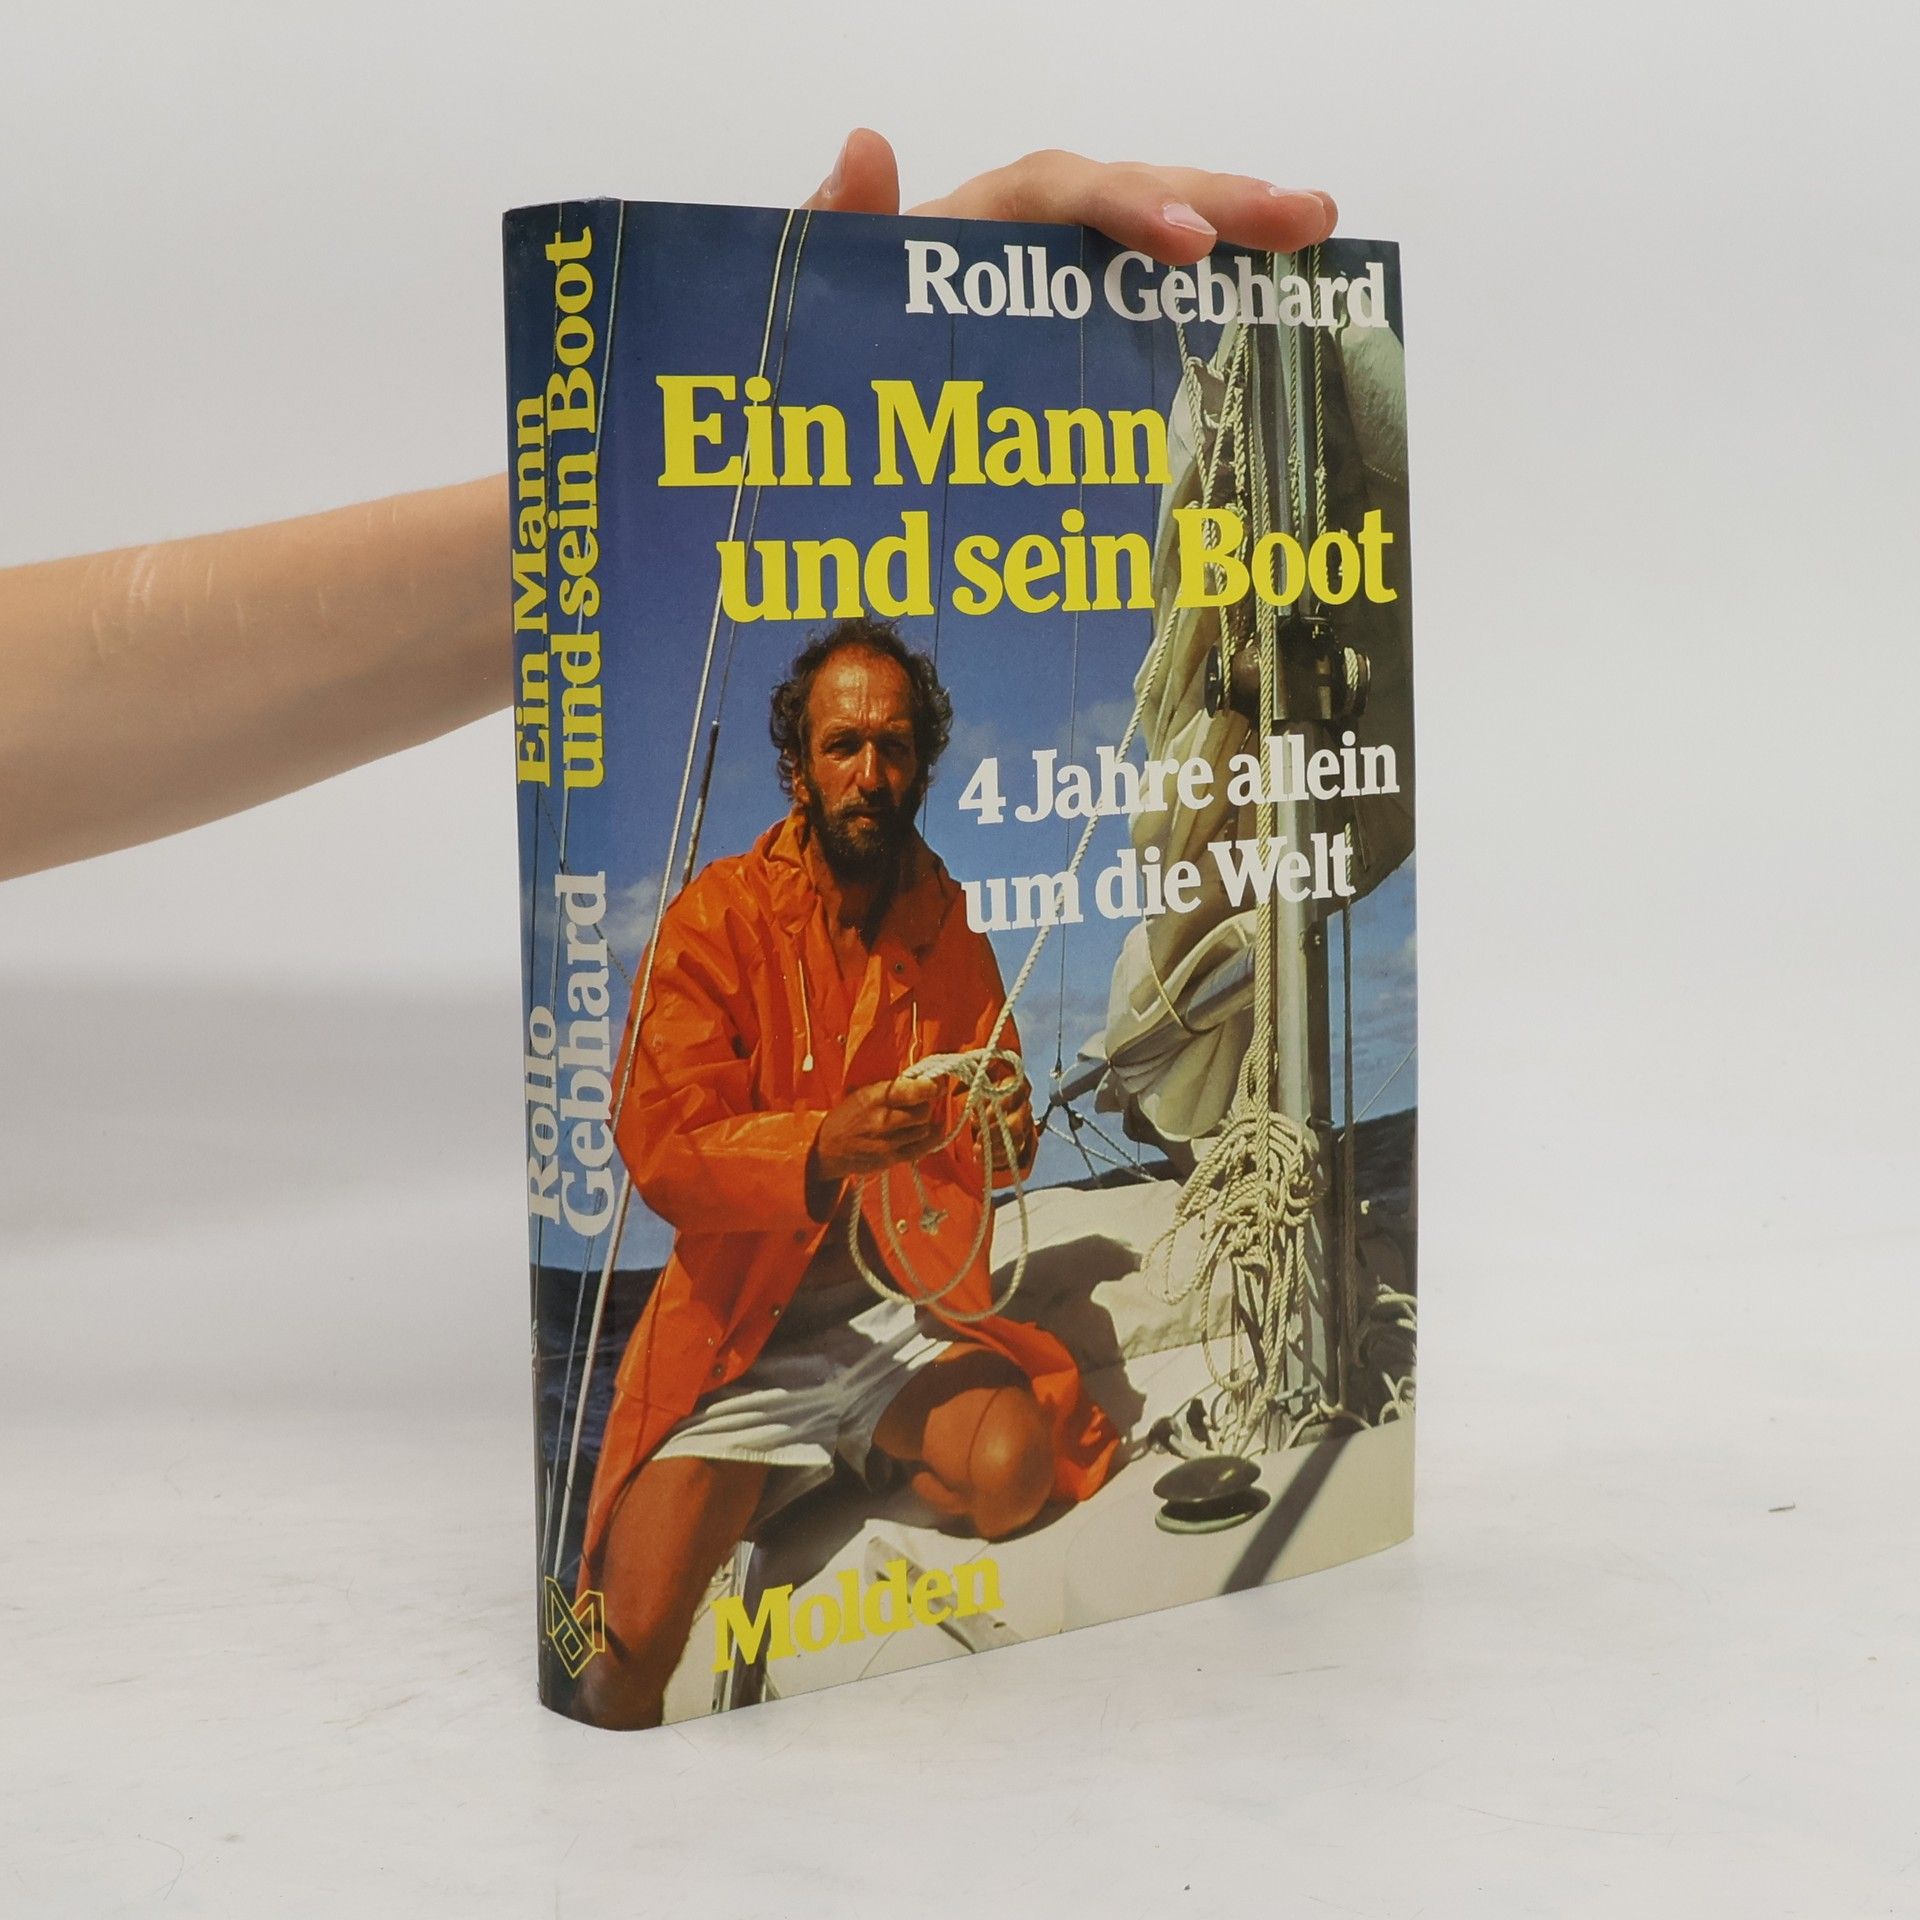 Rollo Gebhard
Ein Mann
und sein Boot
4 Jahre allein
um die Welt
Molden
Ein Mann
und sein Boot
Rollo
Gebhard